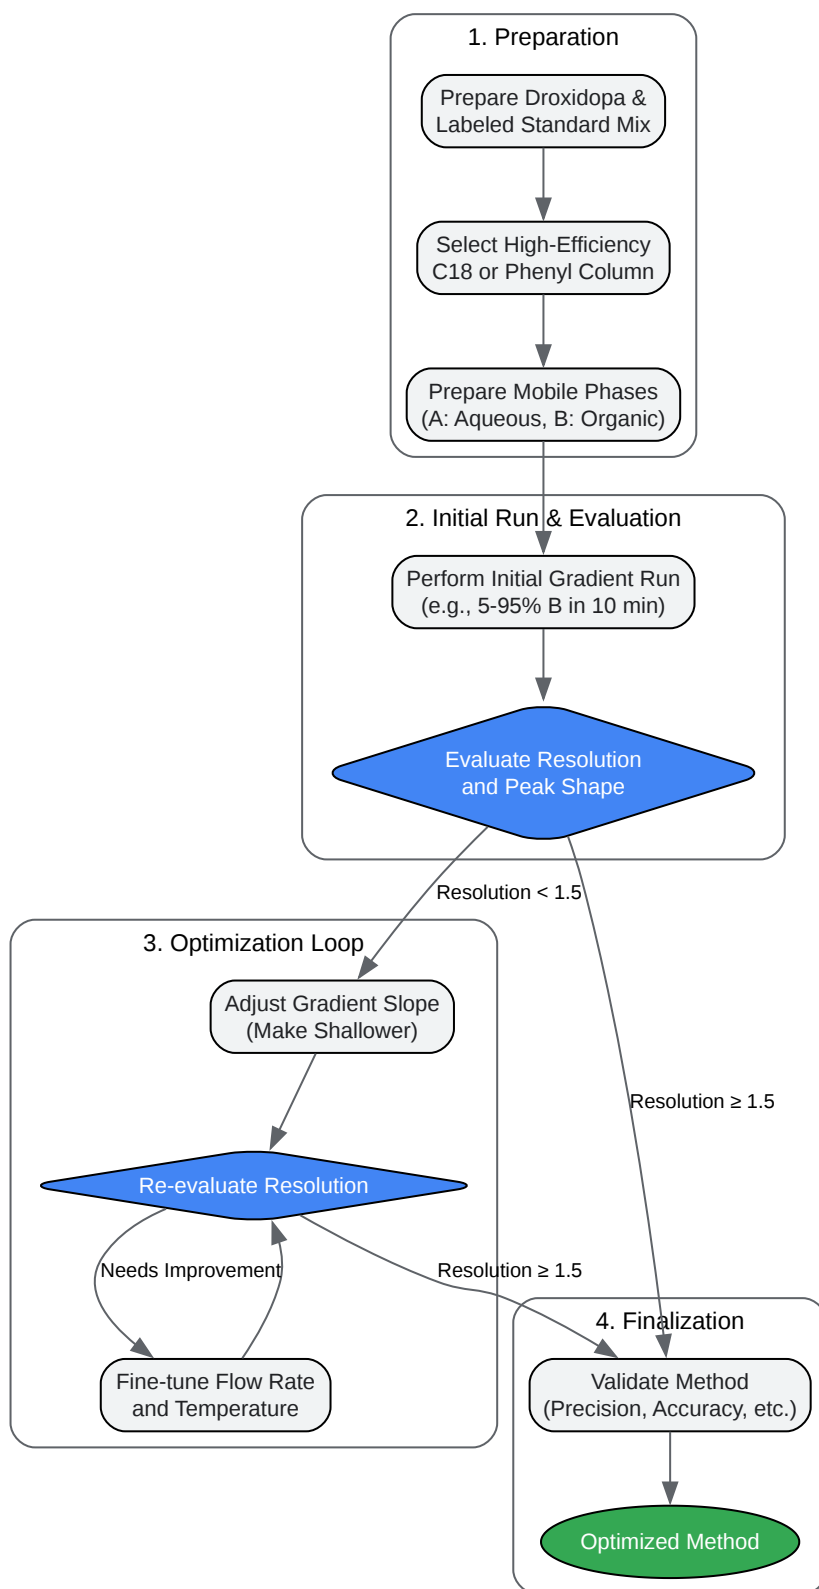 1. Preparation
Prepare Droxidopa &
Labeled Standard Mix
Select High-Efficiency
C18 or Phenyl Column
Prepare Mobile Phases
(A: Aqueous, B: Organic)
2. Initial Run & Evaluation
Perform Initial Gradient Run
(e.g., 5-95% B in 10 min)
Evaluate Resolution
and Peak Shape
Resolution < 1.5
3. Optimization Loop
Adjust Gradient Slope
(Make Shallower)
Resolution ≥ 1.5
Re-evaluate Resolution
Needs Improvement
Resolution ≥ 1.5
4. Finalization
Fine-tune Flow Rate
and Temperature
Validate Method
(Precision, Accuracy, etc.)
Optimized Method